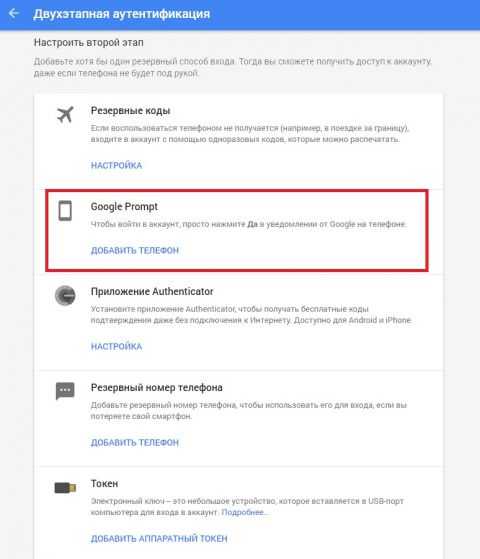 Двухэтапная аутентификация
Настроить второй этап
Добавьте хотя бы один резервный способ входа. Тогда вы сможете получить доступ к аккаунту,
даже если телефона не будет под рукой.
Резервные коды
Если воспользоваться телефоном не получается (например, в поездке за границу),
входите в аккаунт с помощью одноразовых кодов, которые можно распечатать.
НАСТРОЙКА
Google Prompt
Чтобы войти в аккаунт, просто нажмите Да в уведомлении от Google на телефоне.
ДОБАВИТЬ ТЕЛЕФОН
Приложение Authenticator
Установите приложение Authenticator, чтобы получать бесплатные коды
подтверждения даже без подключения к Интернету. Доступно для Android и iPhone
НАСТРОЙКА
Резервный номер телефона
Добавьте резервный номер телефона, чтобы использовать его для входа, если вы
потеряете свой смартфон.
ДОБАВИТЬ ТЕЛЕФОН
Токен
Электронный ключ – это небольшое устройство, которое вставляется в USB-порт
компьютера для входа в аккаунт. Подробнее…
ДОБАВИТЬ АППАРАТНЫЙ ТОКЕН